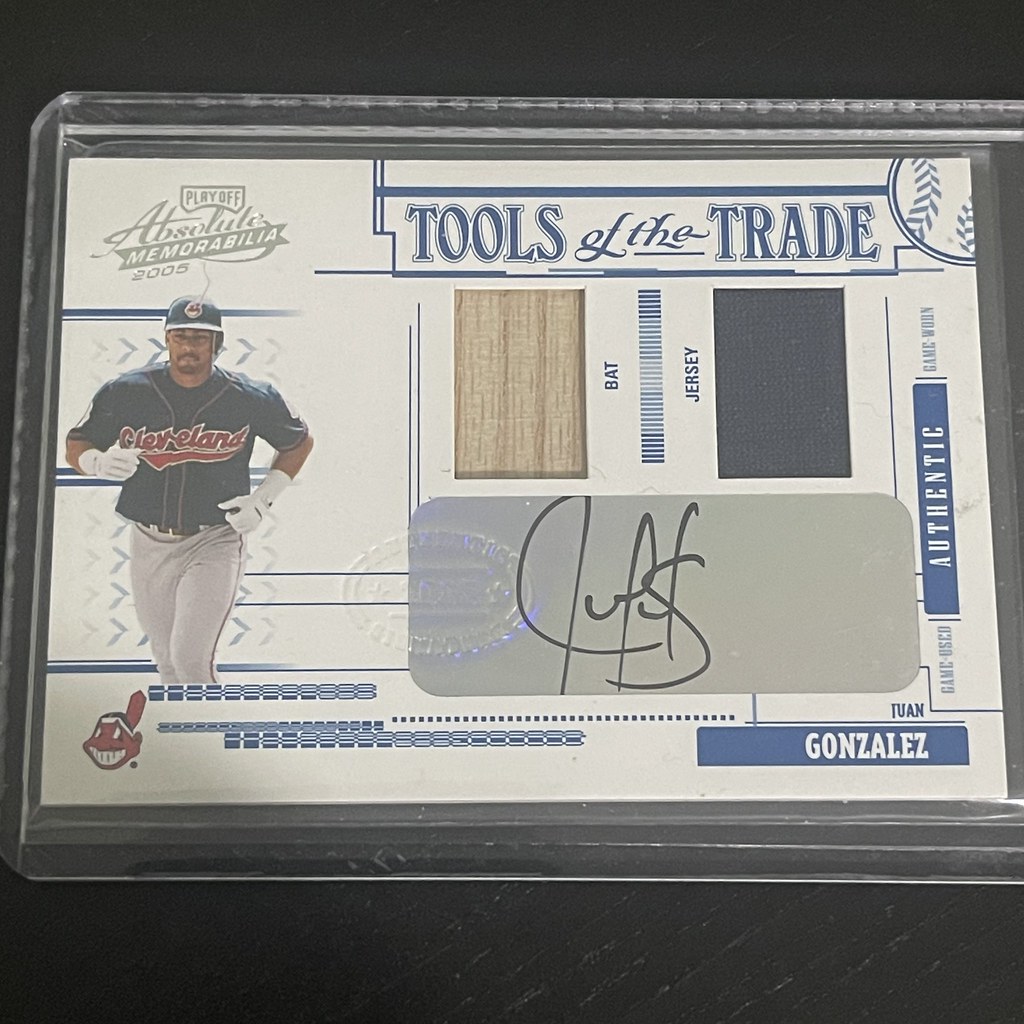 PLAYOFF
Absolute
MEMORABILIA
2005
TOOLS of the TRADE
BAT
JERSEY
GAME-WORN
AUTHENTIC
GAME-USED
Cleveland
JUAN
GONZALEZ